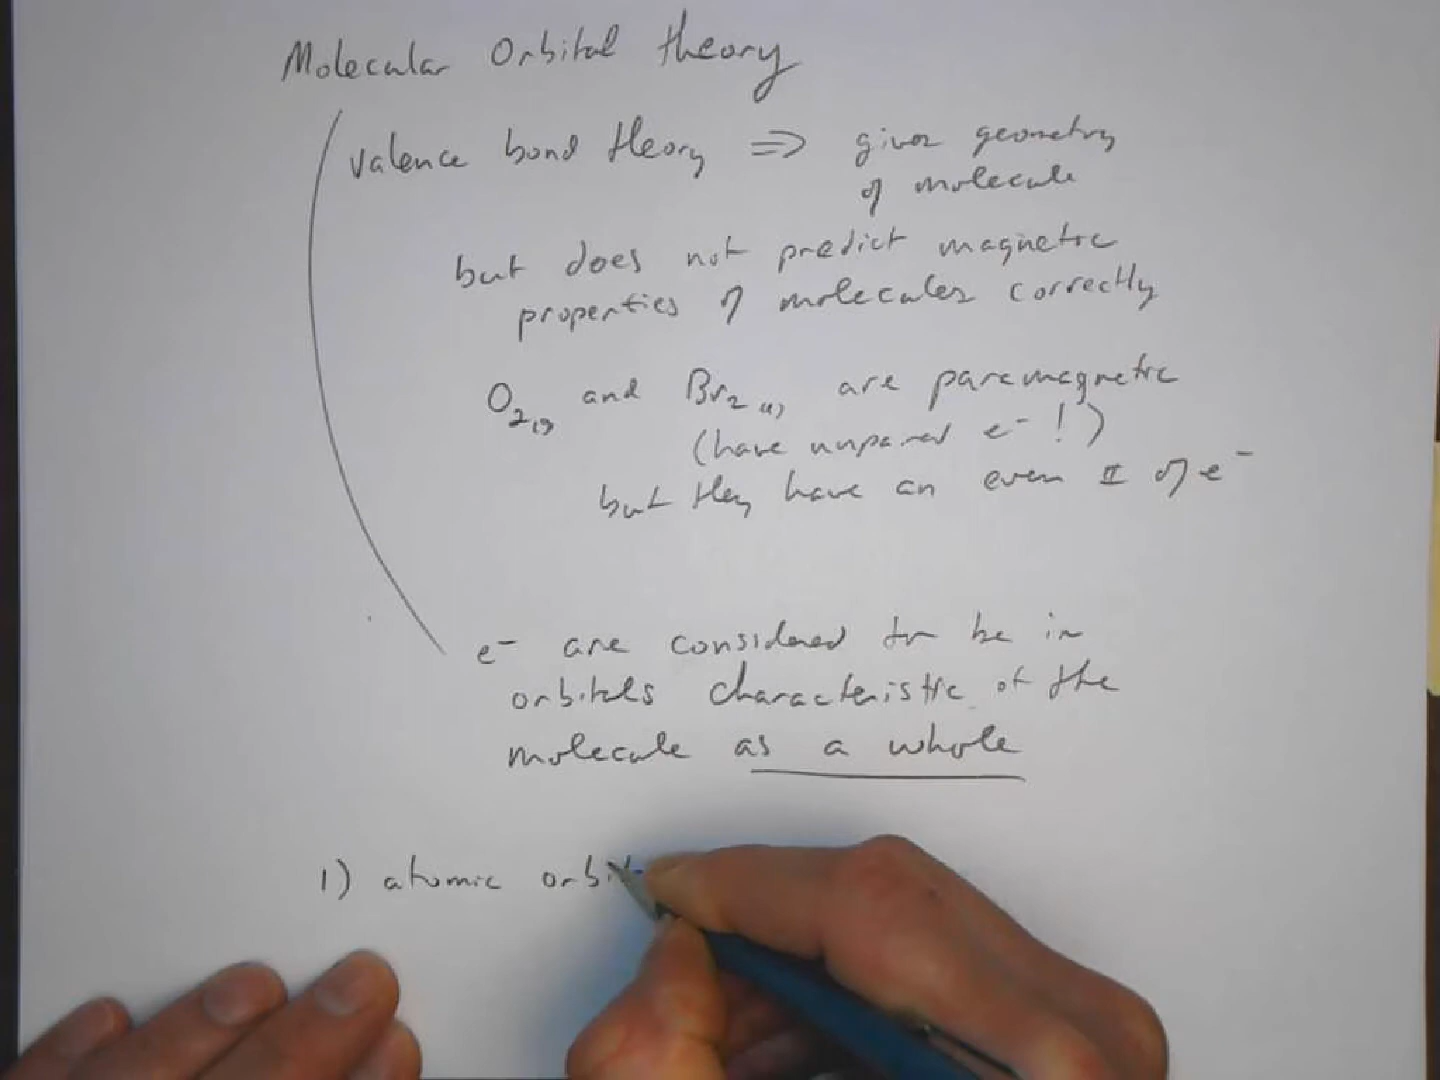 Molecular Orbital theory
valence bond theory ⇒ gives geometry
of molecule
but does not predict magnetic
properties of molecules correctly
O₂₍g₎ and Br₂₍l₎ are paramagnetic
(have unpaired e⁻ !)
but they have an even # of e⁻
e⁻ are considered to be in
orbitals characteristic of the
molecule as a whole
1) atomic orbit